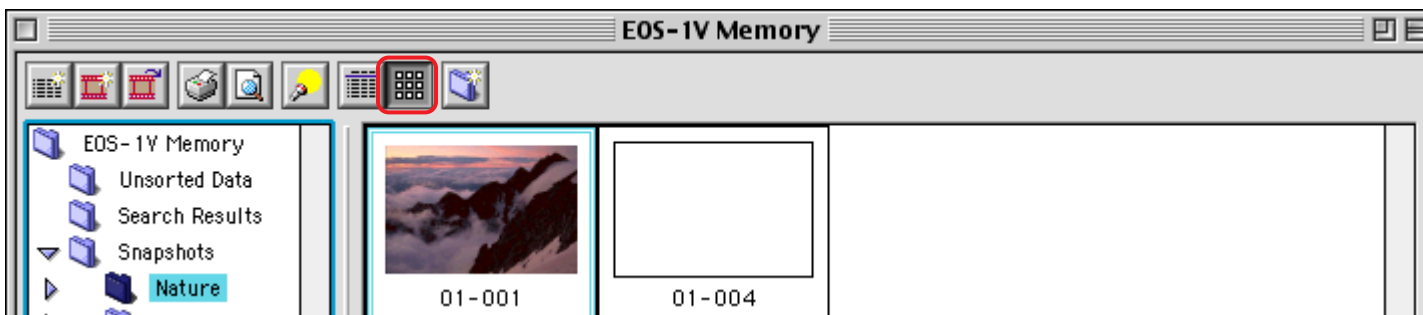 EOS-1V Memory
EOS-1V Memory
Unsorted Data
Search Results
Snapshots
Nature
01-001
01-004